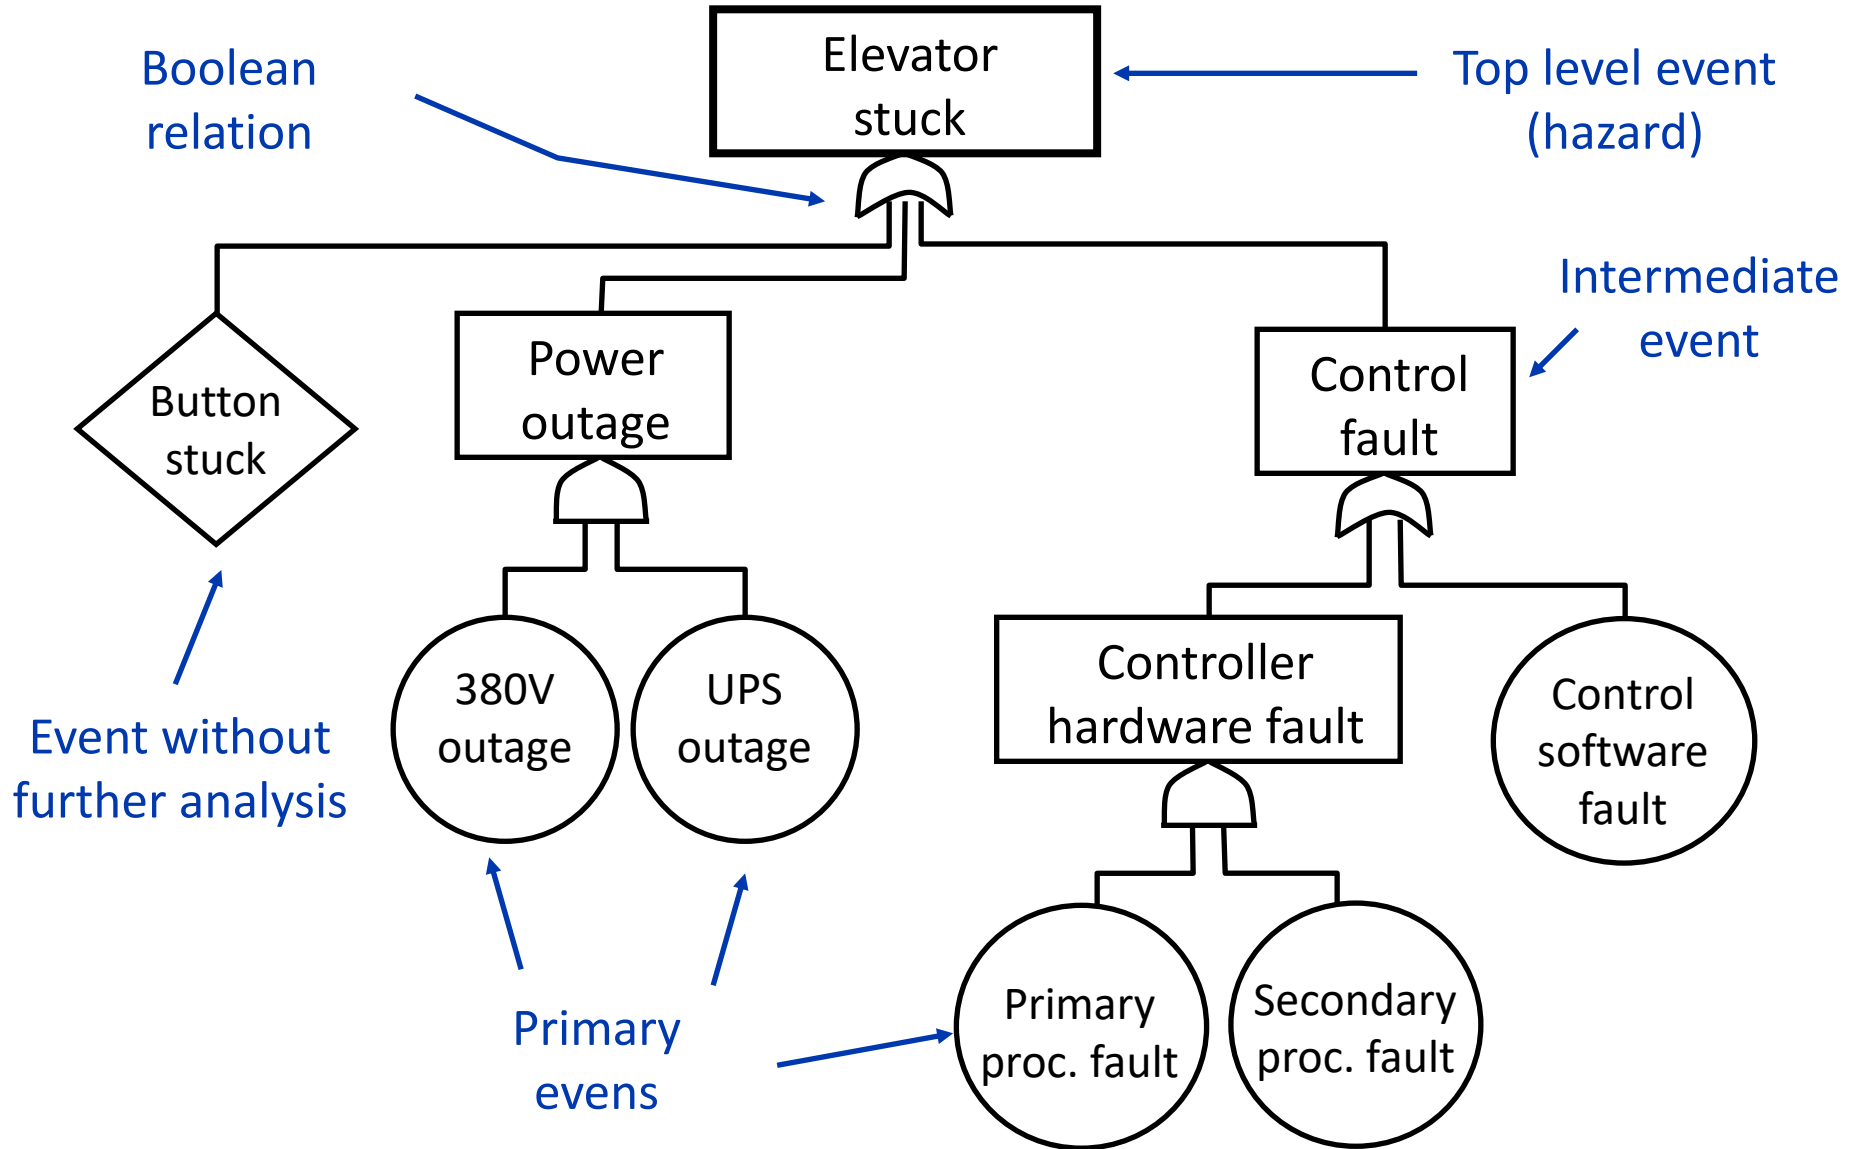 Boolean
relation
Elevator
stuck
Top level event
(hazard)
Intermediate
event
Button
stuck
Power
outage
Control
fault
Event without
further analysis
380V
outage
UPS
outage
Controller
hardware fault
Control
software
fault
Primary
evens
Primary
proc. fault
Secondary
proc. fault